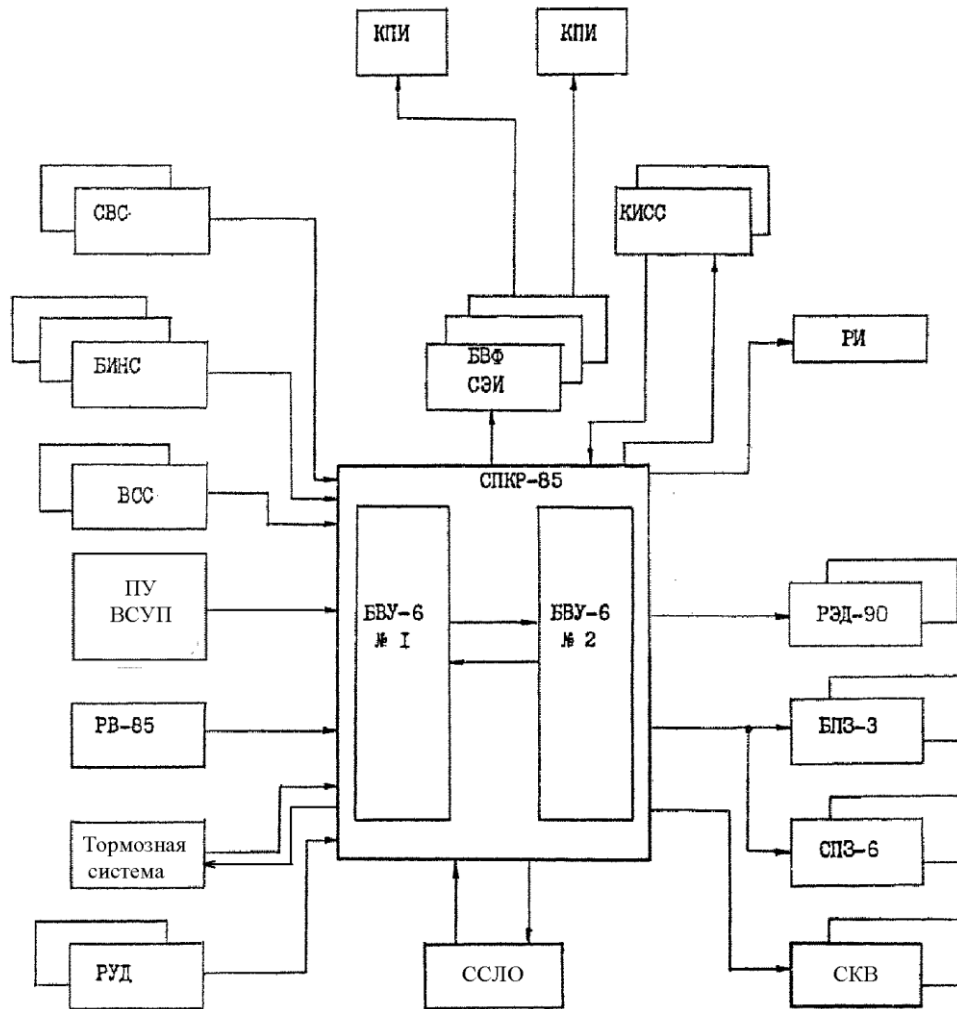 КПИ
КПИ
СВС
КИСС
БИНС
БВФ
СЭИ
РИ
ВСС
СПКР-85
ПУ
ВСУП
БВУ-6
№ I
БВУ-6
№ 2
РЭД-90
РВ-85
БПЗ-3
Тормозная
система
СПЗ-6
РУД
ССЛО
СКВ